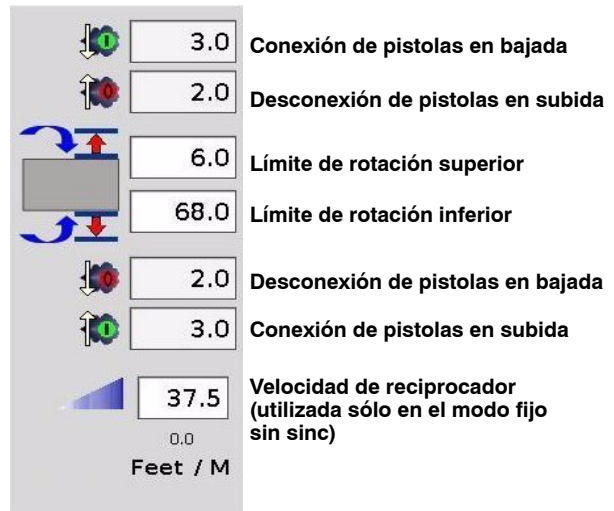 3.0 Conexión de pistolas en bajada
2.0 Desconexión de pistolas en subida
6.0 Límite de rotación superior
68.0 Límite de rotación inferior
2.0 Desconexión de pistolas en bajada
3.0 Conexión de pistolas en subida
37.5 Velocidad de reciprocador
(utilizada sólo en el modo fijo
0.0 sin sinc)
Feet / M